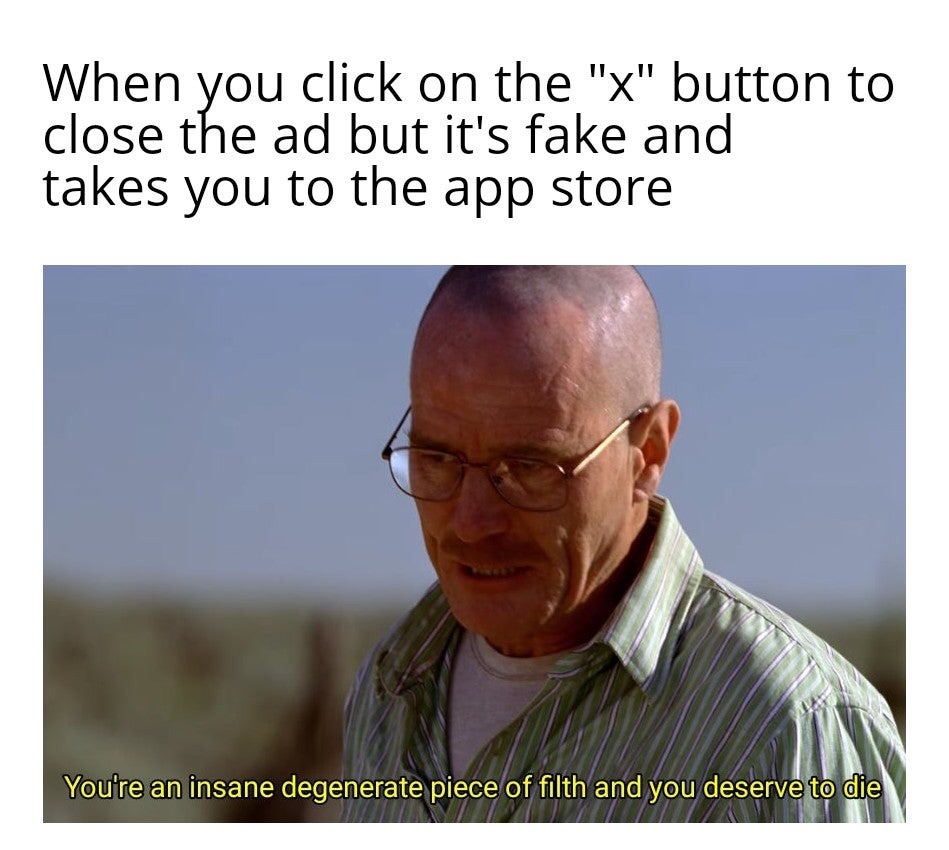 When you click on the "x" button to
close the ad but it's fake and
takes you to the app store
You're an insane degenerate piece of filth and you deserve to die